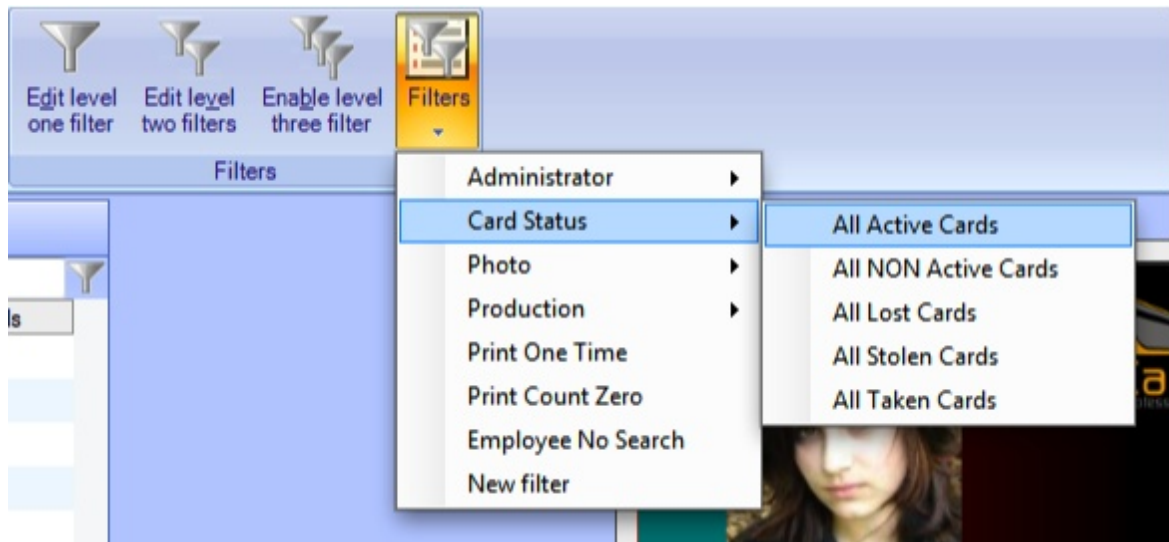 Edit level
one filter
Edit level
two filters
Enable level
three filter
Filters
Filters
Administrator
Card Status
Photo
Production
Print One Time
Print Count Zero
Employee No Search
New filter
All Active Cards
All NON Active Cards
All Lost Cards
All Stolen Cards
All Taken Cards